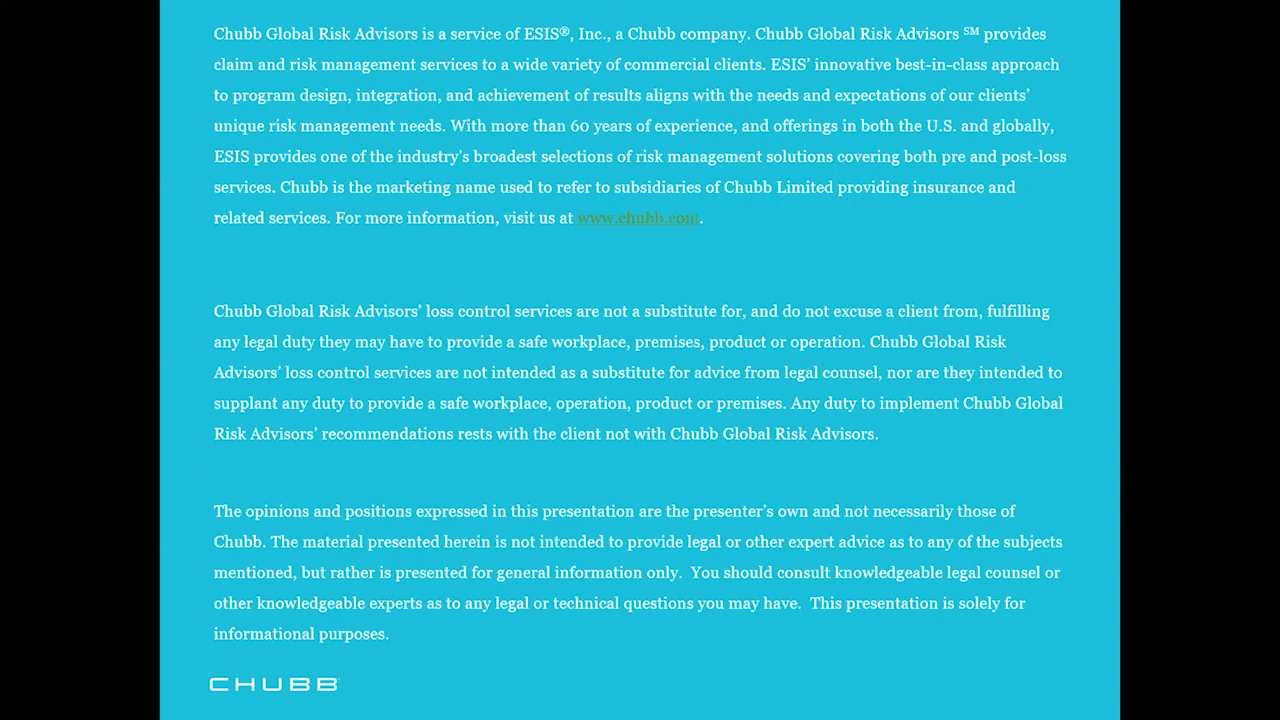 Chubb Global Risk Advisors is a service of ESIS®, Inc., a Chubb company. Chubb Global Risk Advisors ℠ provides
claim and risk management services to a wide variety of commercial clients. ESIS’ innovative best-in-class approach
to program design, integration, and achievement of results aligns with the needs and expectations of our clients’
unique risk management needs. With more than 60 years of experience, and offerings in both the U.S. and globally,
ESIS provides one of the industry’s broadest selections of risk management solutions covering both pre and post-loss
services. Chubb is the marketing name used to refer to subsidiaries of Chubb Limited providing insurance and
related services. For more information, visit us at www.chubb.com.
Chubb Global Risk Advisors’ loss control services are not a substitute for, and do not excuse a client from, fulfilling
any legal duty they may have to provide a safe workplace, premises, product or operation. Chubb Global Risk
Advisors’ loss control services are not intended as a substitute for advice from legal counsel, nor are they intended to
supplant any duty to provide a safe workplace, operation, product or premises. Any duty to implement Chubb Global
Risk Advisors’ recommendations rests with the client not with Chubb Global Risk Advisors.
The opinions and positions expressed in this presentation are the presenter’s own and not necessarily those of
Chubb. The material presented herein is not intended to provide legal or other expert advice as to any of the subjects
mentioned, but rather is presented for general information only.  You should consult knowledgeable legal counsel or
other knowledgeable experts as to any legal or technical questions you may have.  This presentation is solely for
informational purposes.
CHUBB